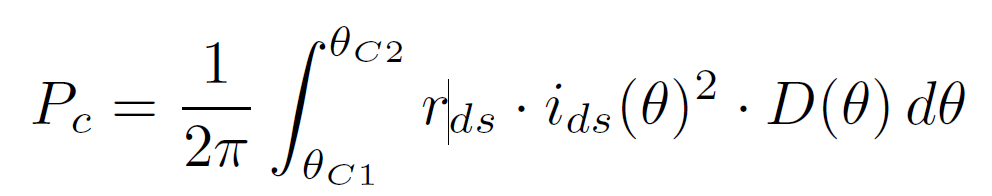 P_c = \frac{1}{2\pi} \int_{\theta_{C1}}^{\theta_{C2}} r_{ds} \cdot i_{ds}(\theta)^2 \cdot D(\theta) \, d\theta